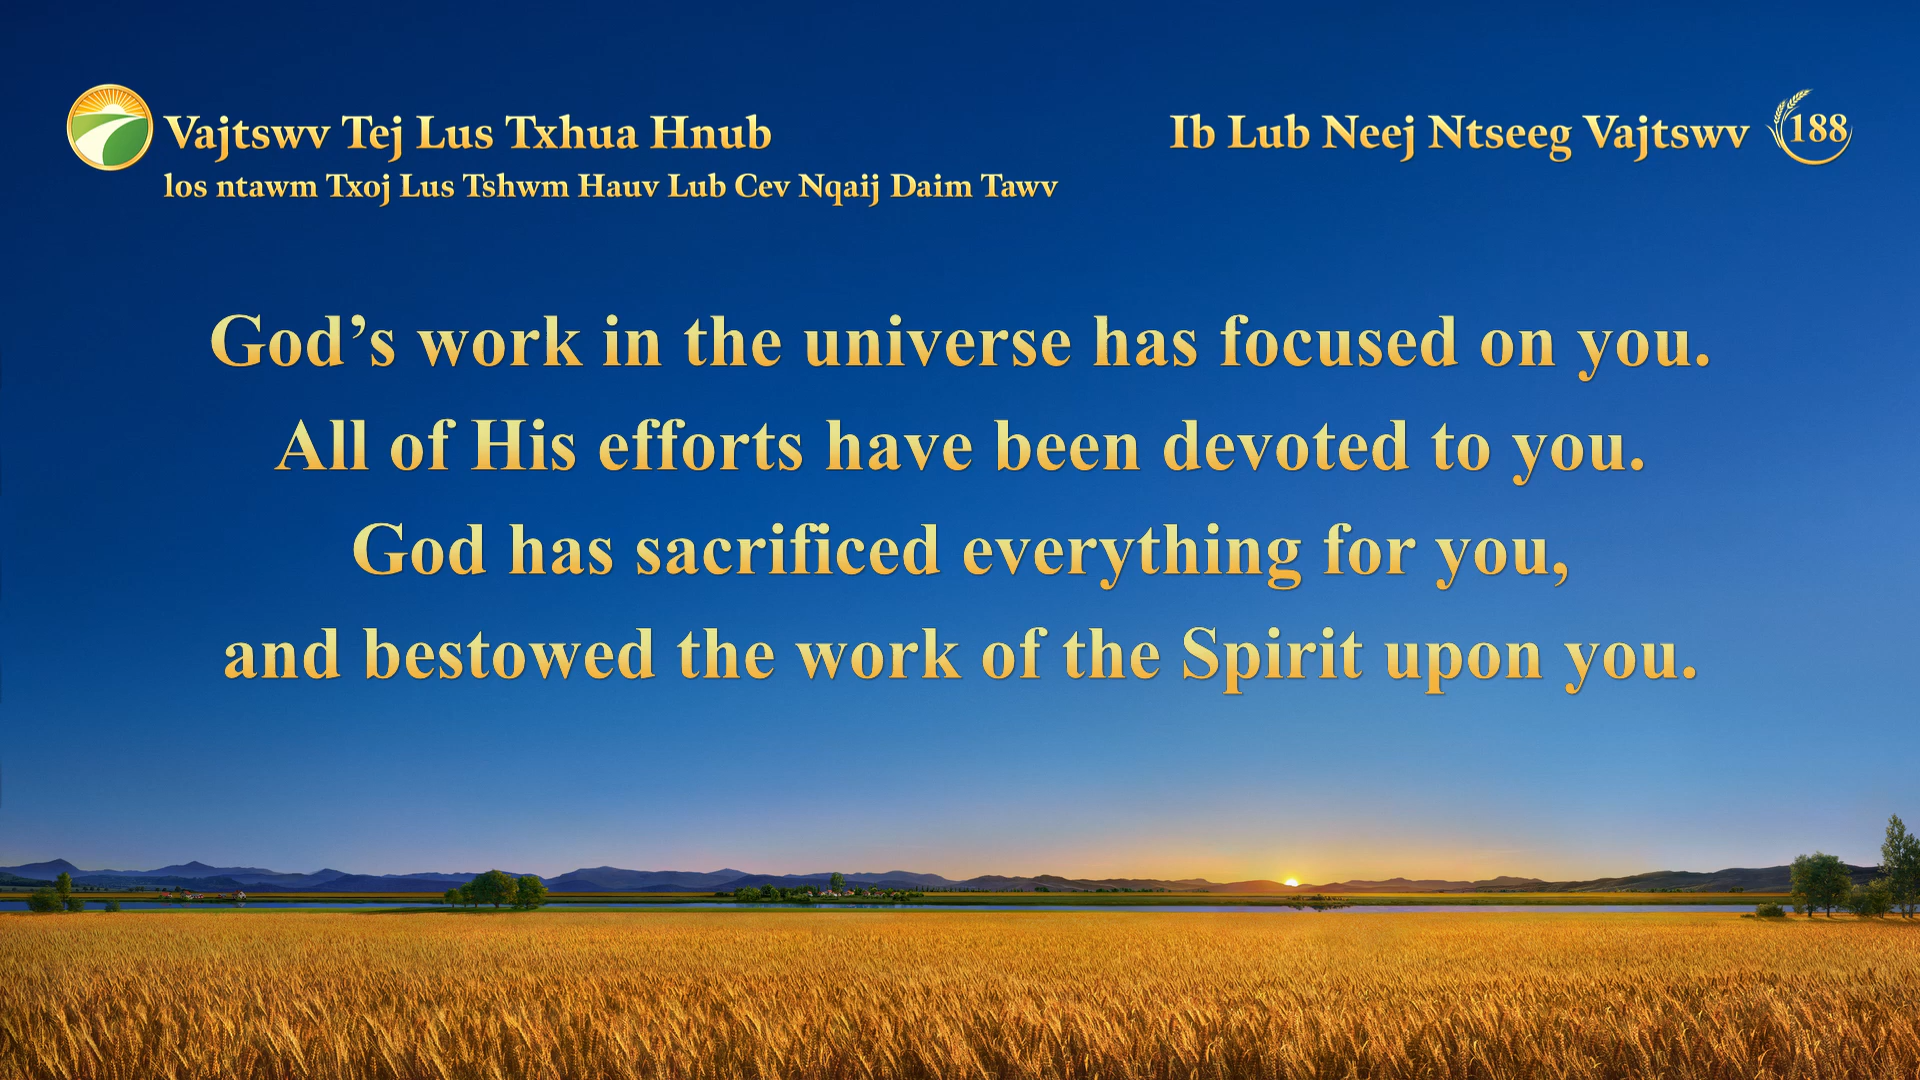 Vajtswv Tej Lus Txhua Hnub
los ntawm Txoj Lus Tshwm Hauv Lub Cev Nqaij Daim Tawv
Ib Lub Neej Ntseeg Vajtswv 188
God’s work in the universe has focused on you.
All of His efforts have been devoted to you.
God has sacrificed everything for you,
and bestowed the work of the Spirit upon you.